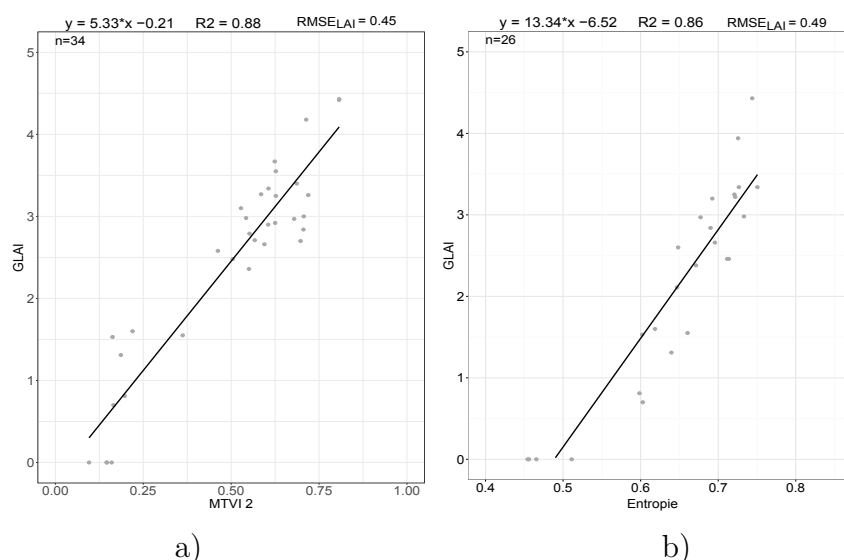 y = 5.33*x −0.21 R2 = 0.88 RMSE_LAI = 0.45
n=34
5
4
3
2
1
0
GLAI
0.00 0.25 0.50 0.75 1.00
MTVI 2
a)
y = 13.34*x −6.52 R2 = 0.86 RMSE_LAI = 0.49
n=26
5
4
3
2
1
0
GLAI
0.4 0.5 0.6 0.7 0.8
Entropie
b)